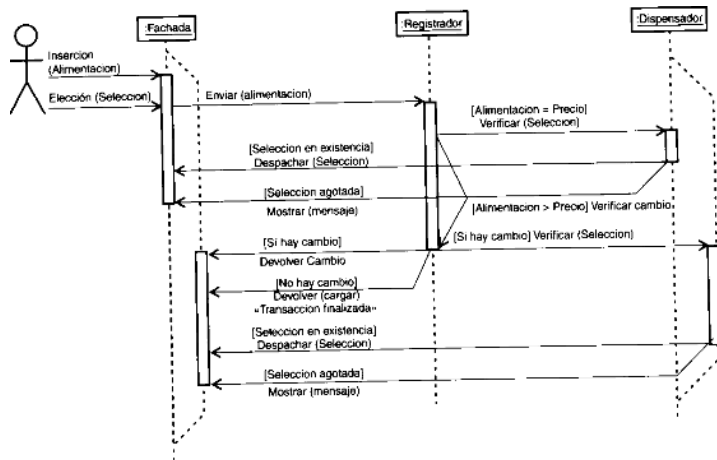 :Fachada
:Registrador
:Dispensador
Insercion
(Alimentacion)
Elección (Seleccion)
Enviar (alimentacion)
[Alimentacion = Precio]
Verificar (Seleccion)
[Seleccion en existencia]
Despachar (Seleccion)
[Seleccion agotada]
Mostrar (mensaje)
[Alimentacion > Precio] Verificar cambio
[Si hay cambio] Verificar (Seleccion)
[Si hay cambio]
Devolver Cambio
[No hay cambio]
Devolver (cargar)
«Transaccion finalizada»
[Seleccion en existencia]
Despachar (Seleccion)
[Seleccion agotada]
Mostrar (mensaje)